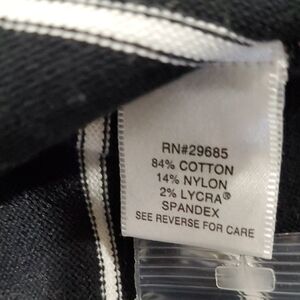 RN#29685
84% COTTON
14% NYLON
2% LYCRA®
SPANDEX
SEE REVERSE FOR CARE